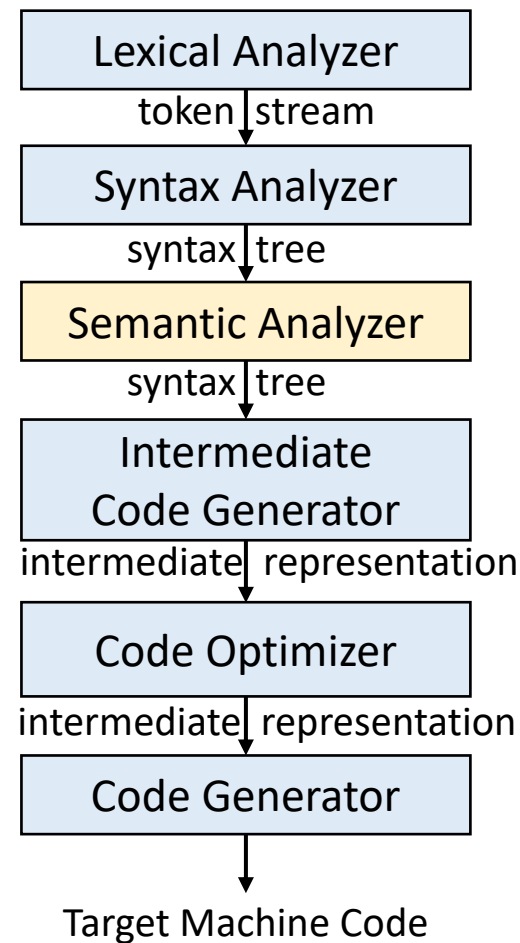 Lexical Analyzer
token stream
Syntax Analyzer
syntax tree
Semantic Analyzer
syntax tree
Intermediate
Code Generator
intermediate representation
Code Optimizer
intermediate representation
Code Generator
Target Machine Code